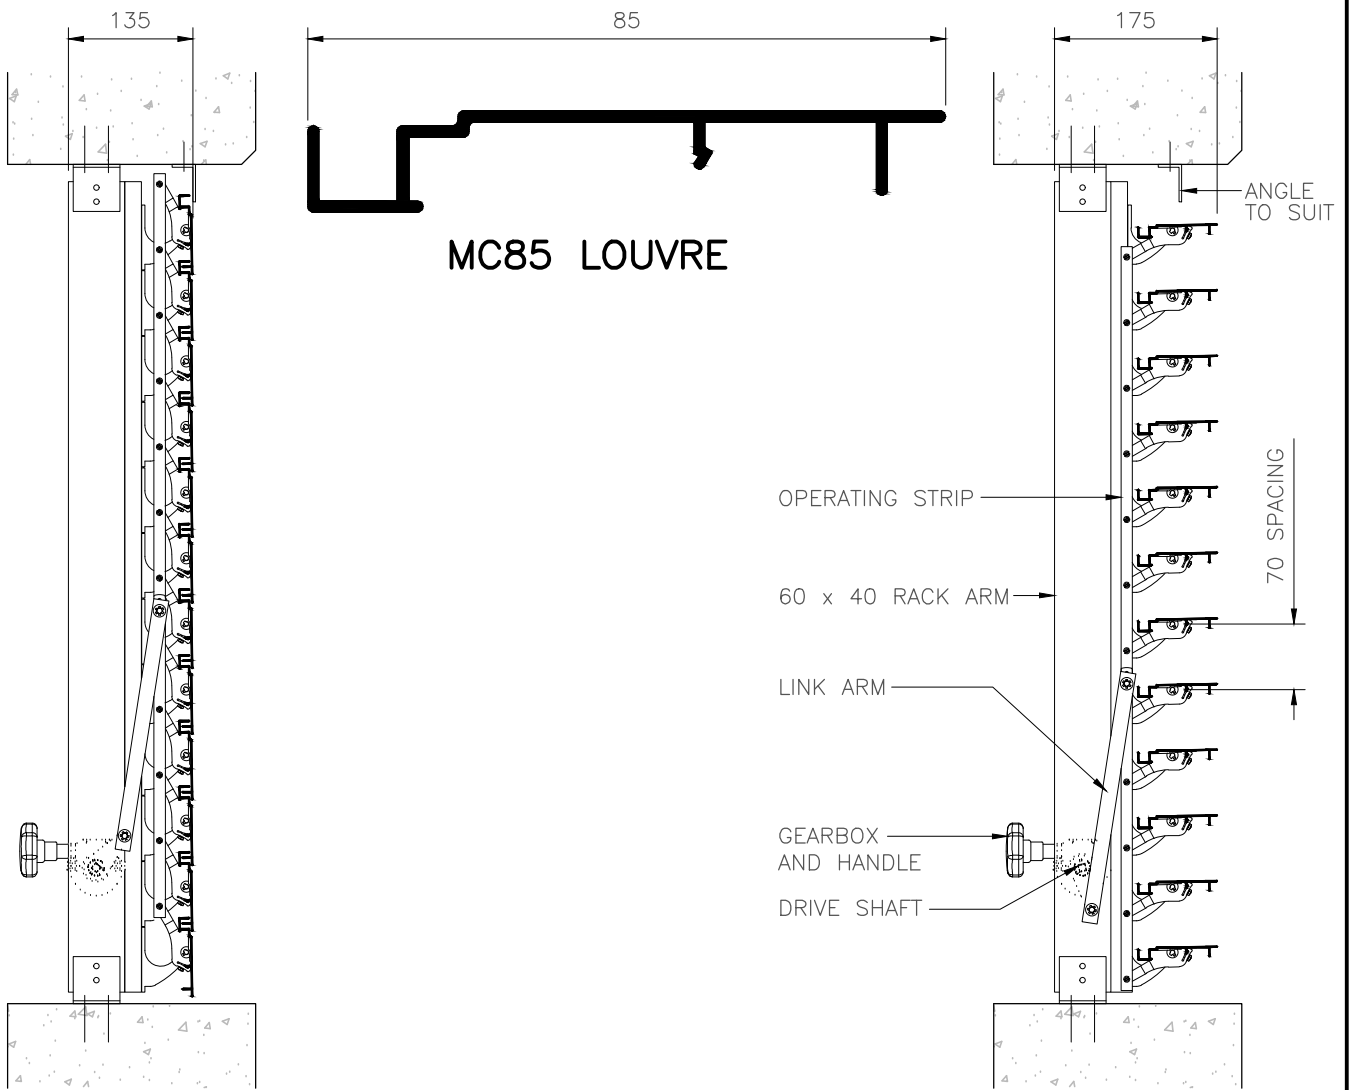 135
85
175
ANGLE
TO SUIT
MC85 LOUVRE
70 SPACING
OPERATING STRIP
60 x 40 RACK ARM
LINK ARM
GEARBOX
AND HANDLE
DRIVE SHAFT